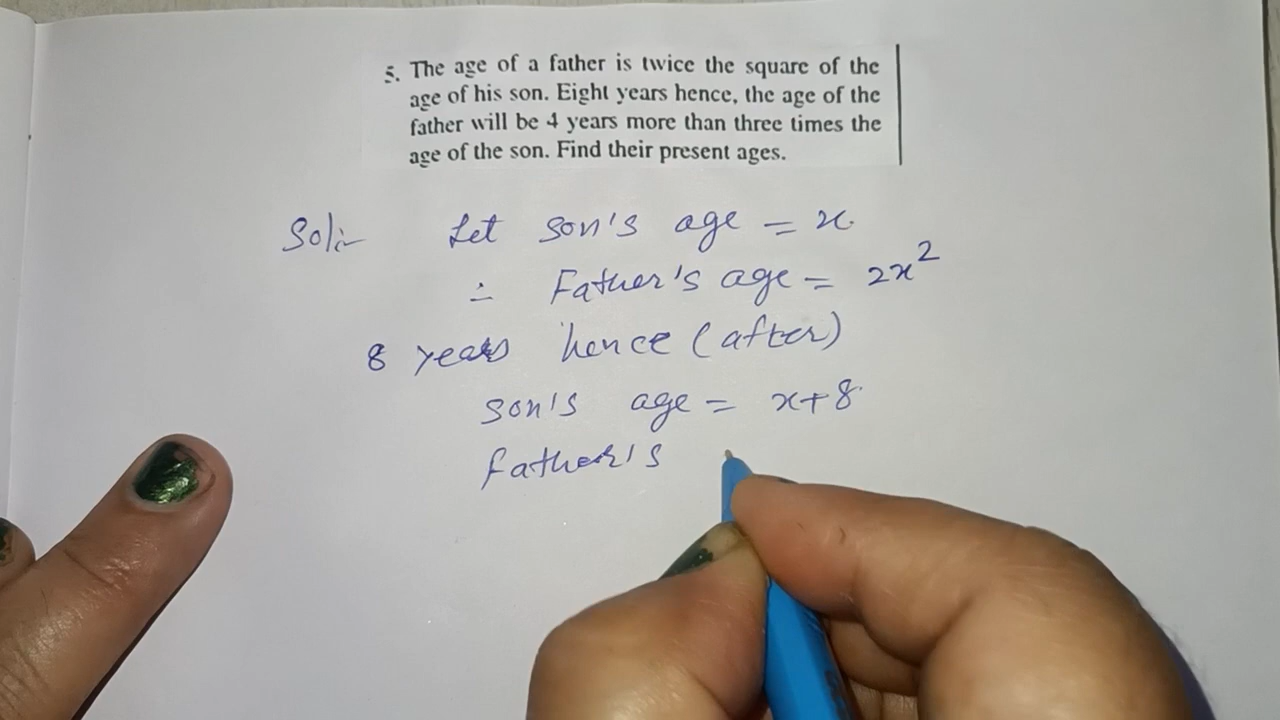 5. The age of a father is twice the square of the
age of his son. Eight years hence, the age of the
father will be 4 years more than three times the
age of the son. Find their present ages.
Sol:- Let son's age = x.
∴ Father's age = 2x²
8 years hence (after)
son's age = x+8.
Father's